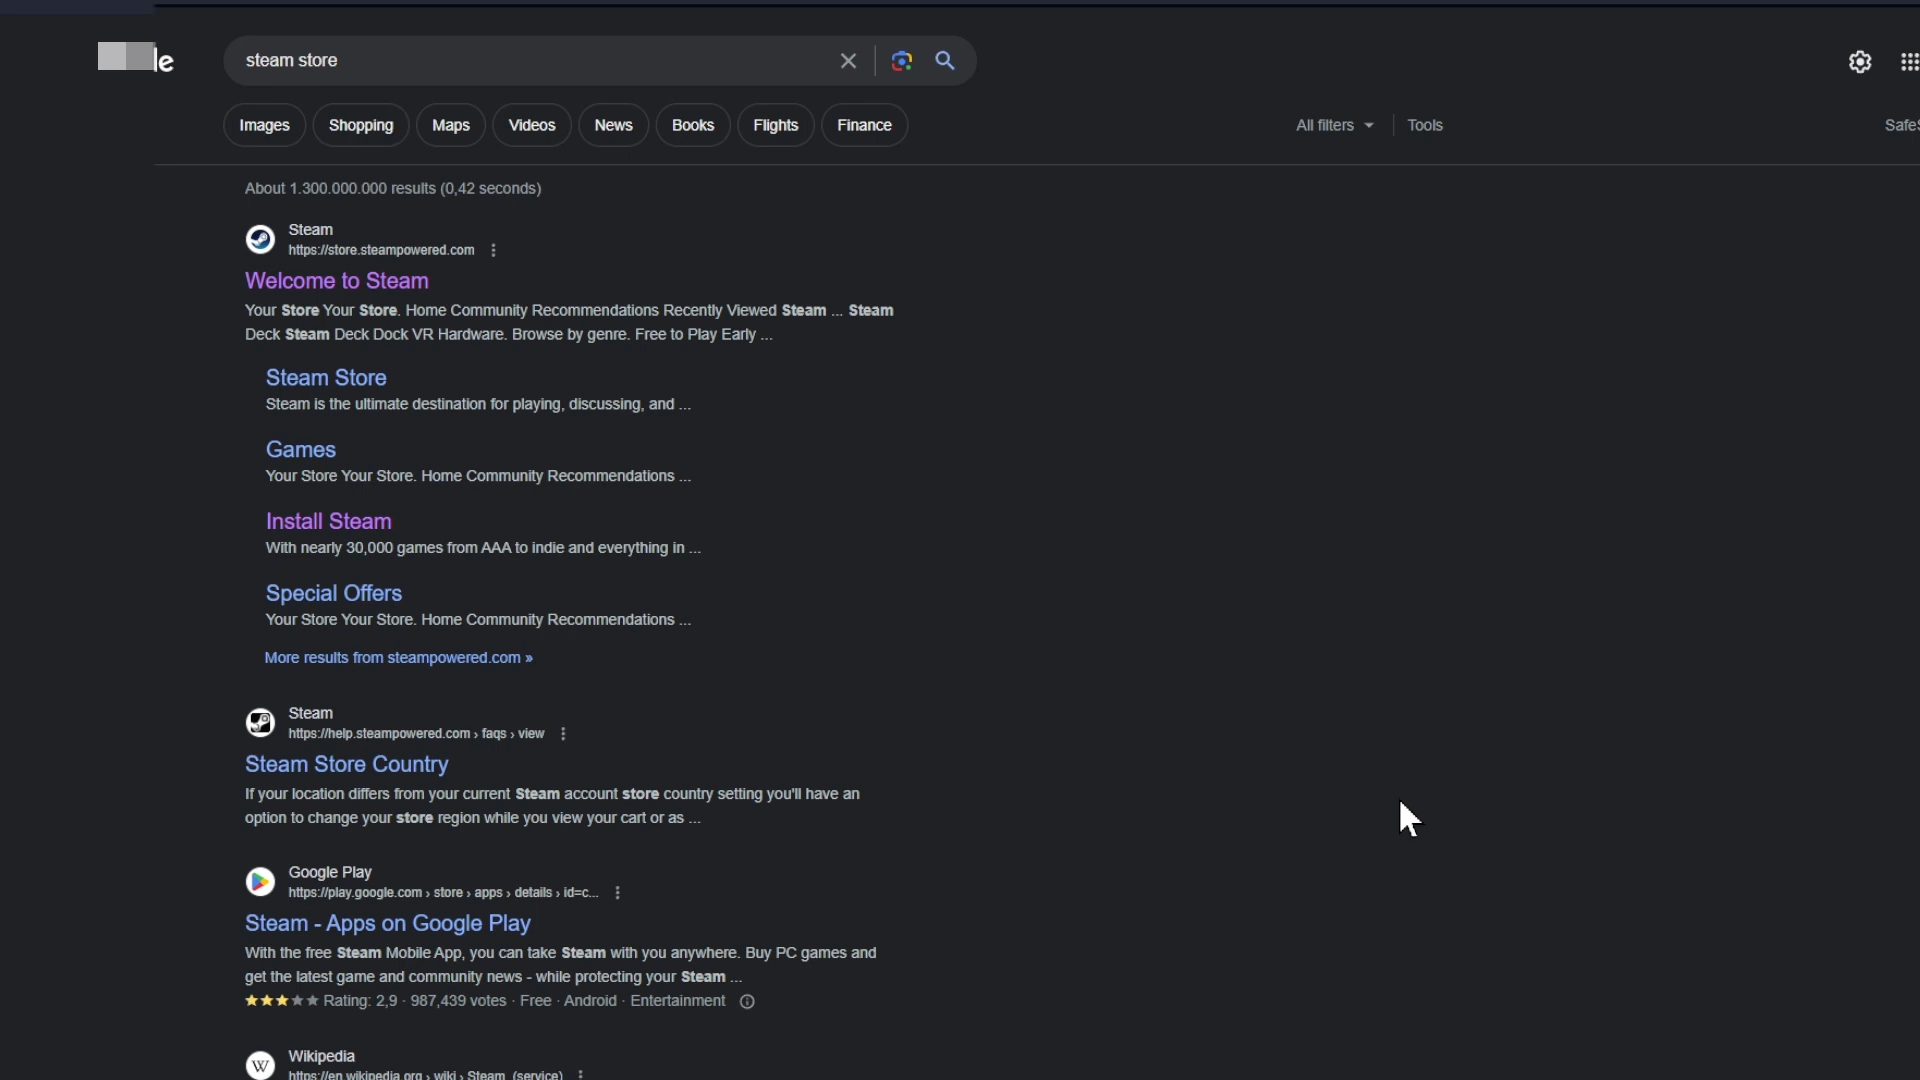 le
steam store
Images Shopping Maps Videos News Books Flights Finance All filters Tools
About 1.300.000.000 results (0,42 seconds)
Steam
https://store.steampowered.com
Welcome to Steam
Your Store Your Store. Home Community Recommendations Recently Viewed Steam ... Steam
Deck Steam Deck Dock VR Hardware. Browse by genre. Free to Play Early ...
Steam Store
Steam is the ultimate destination for playing, discussing, and ...
Games
Your Store Your Store. Home Community Recommendations ...
Install Steam
With nearly 30,000 games from AAA to indie and everything in ...
Special Offers
Your Store Your Store. Home Community Recommendations ...
More results from steampowered.com »
Steam
https://help.steampowered.com › faqs › view
Steam Store Country
If your location differs from your current Steam account store country setting you'll have an
option to change your store region while you view your cart or as ...
Google Play
https://play.google.com › store › apps › details › id=c...
Steam - Apps on Google Play
With the free Steam Mobile App, you can take Steam with you anywhere. Buy PC games and
get the latest game and community news - while protecting your Steam ...
Rating: 2,9 · 987,439 votes · Free · Android · Entertainment
W Wikipedia
https://en.wikipedia.org › wiki › Steam_(service)